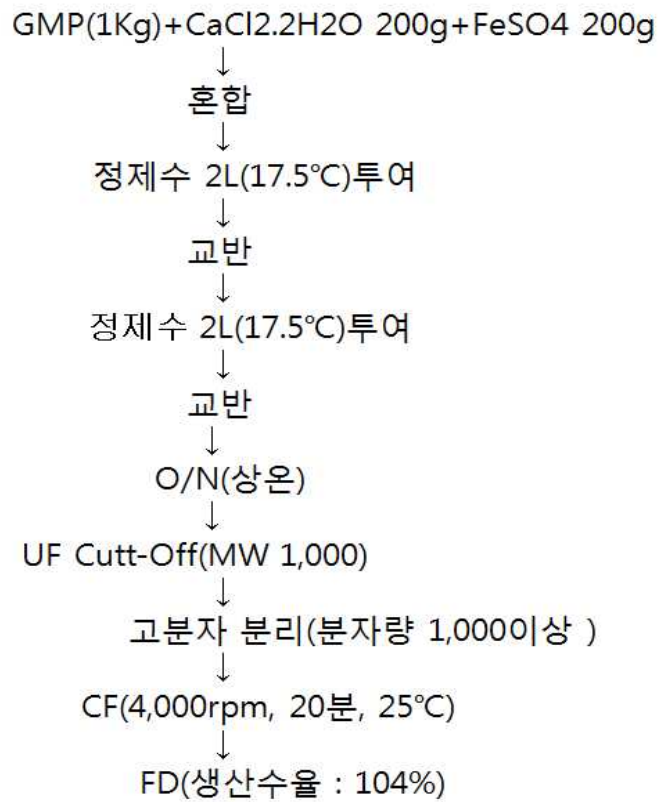 GMP(1Kg)+CaCl2.2H2O 200g+FeSO4 200g
↓
혼합
↓
정제수 2L(17.5℃)투여
↓
교반
↓
정제수 2L(17.5℃)투여
↓
교반
↓
O/N(상온)
↓
UF Cutt-Off(MW 1,000)
↓
고분자 분리(분자량 1,000이상 )
↓
CF(4,000rpm, 20분, 25℃)
↓
FD(생산수율 : 104%)